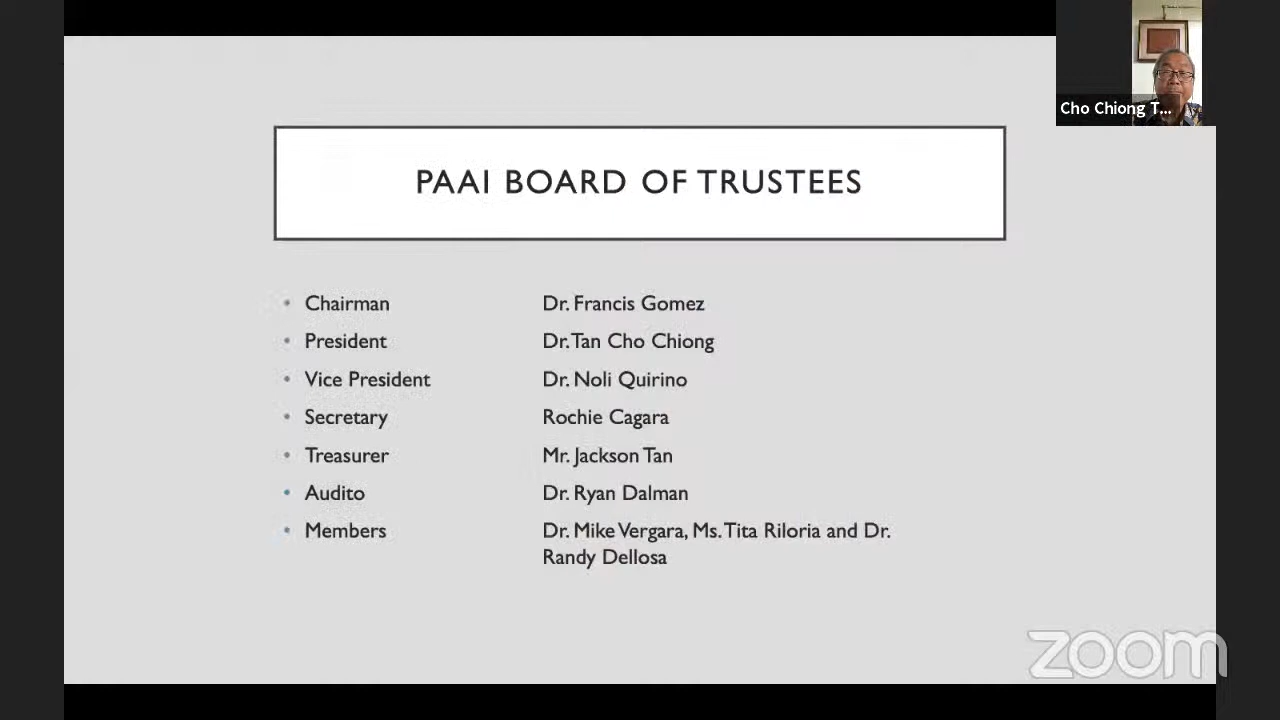 Cho Chiong T...
PAAI BOARD OF TRUSTEES
• Chairman Dr. Francis Gomez
• President Dr. Tan Cho Chiong
• Vice President Dr. Noli Quirino
• Secretary Rochie Cagara
• Treasurer Mr. Jackson Tan
• Audito Dr. Ryan Dalman
• Members Dr. Mike Vergara, Ms. Tita Riloria and Dr.
Randy Dellosa
zoom